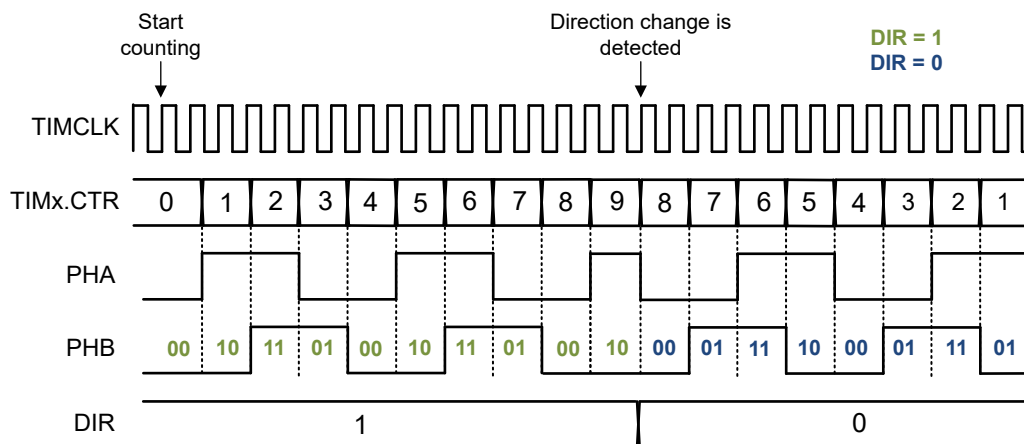 Start
counting
Direction change is
detected
DIR = 1
DIR = 0
TIMCLK
TIMx.CTR 0 1 2 3 4 5 6 7 8 9 8 7 6 5 4 3 2 1
PHA
PHB 00 10 11 01 00 10 11 01 00 10 00 01 11 10 00 01 11 01
DIR 1 0